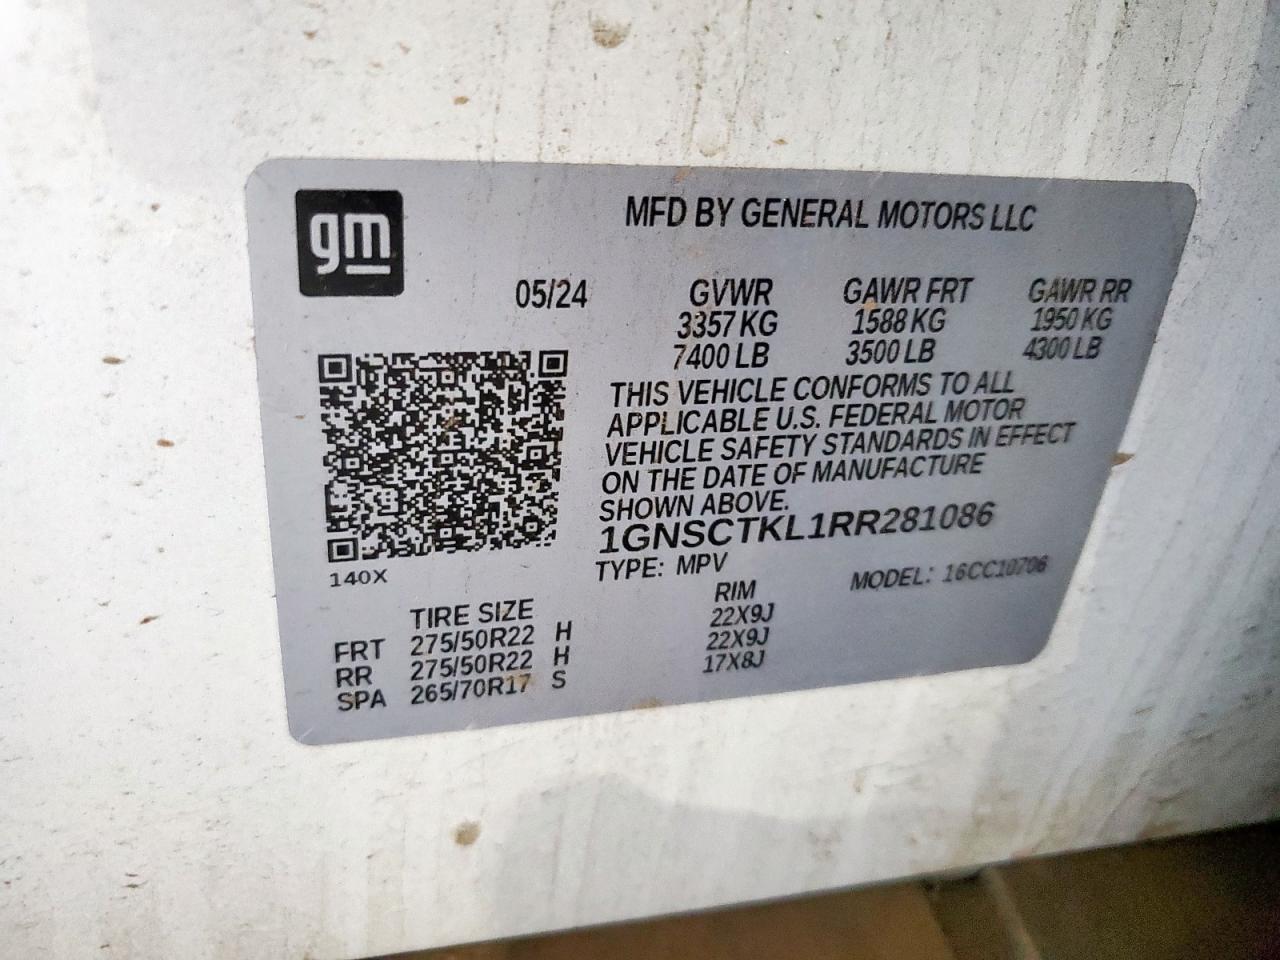 gm
MFD BY GENERAL MOTORS LLC
05/24 GVWR GAWR FRT GAWR RR
3357 KG 1588 KG 1950 KG
7400 LB 3500 LB 4300 LB
THIS VEHICLE CONFORMS TO ALL
APPLICABLE U.S. FEDERAL MOTOR
VEHICLE SAFETY STANDARDS IN EFFECT
ON THE DATE OF MANUFACTURE
SHOWN ABOVE.
1GNSCTKL1RR281086
TYPE: MPV MODEL: 16CC10706
140X
TIRE SIZE RIM
FRT 275/50R22 H 22X9J
RR 275/50R22 H 22X9J
SPA 265/70R17 S 17X8J